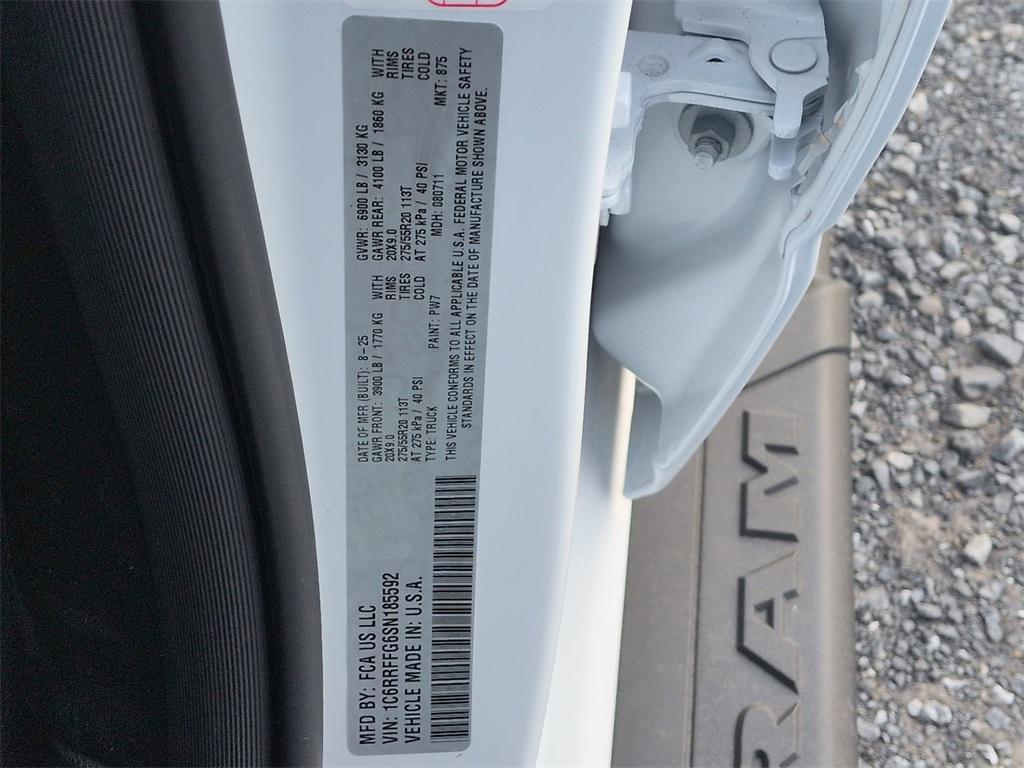 MFD BY: FCA US LLC
VIN: 1C6RRFFG6SN185592
VEHICLE MADE IN: U.S.A.
DATE OF MFR (BUILT): 8-25 GVWR: 6900 LB / 3130 KG
GAWR FRONT: 3900 LB / 1770 KG WITH GAWR REAR: 4100 LB / 1860 KG WITH
20X9.0 RIMS 20X9.0 RIMS
275/55R20 113T TIRES 275/55R20 113T TIRES
AT 275 kPa / 40 PSI COLD AT 275 kPa / 40 PSI COLD
TYPE: TRUCK PAINT: PW7 MDH: 080711 MKT: 875
THIS VEHICLE CONFORMS TO ALL APPLICABLE U.S.A. FEDERAL MOTOR VEHICLE SAFETY
STANDARDS IN EFFECT ON THE DATE OF MANUFACTURE SHOWN ABOVE.
RAM